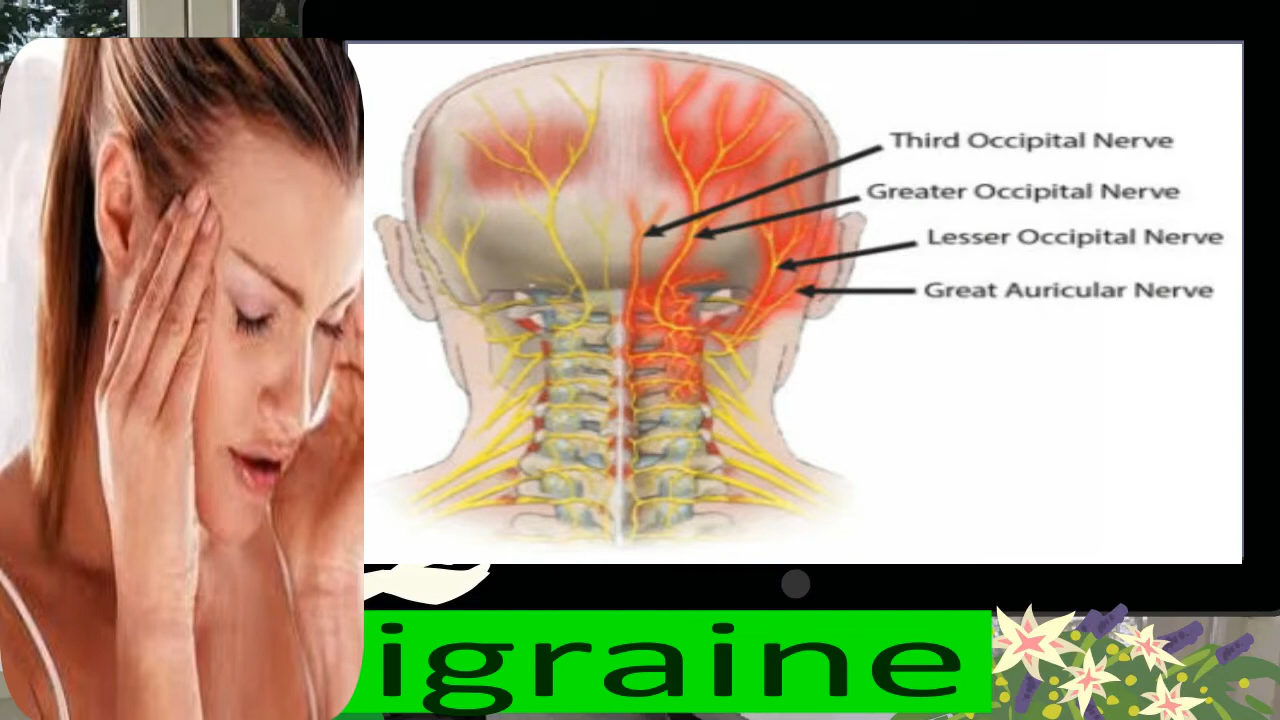 Third Occipital Nerve
Greater Occipital Nerve
Lesser Occipital Nerve
Great Auricular Nerve
igraine